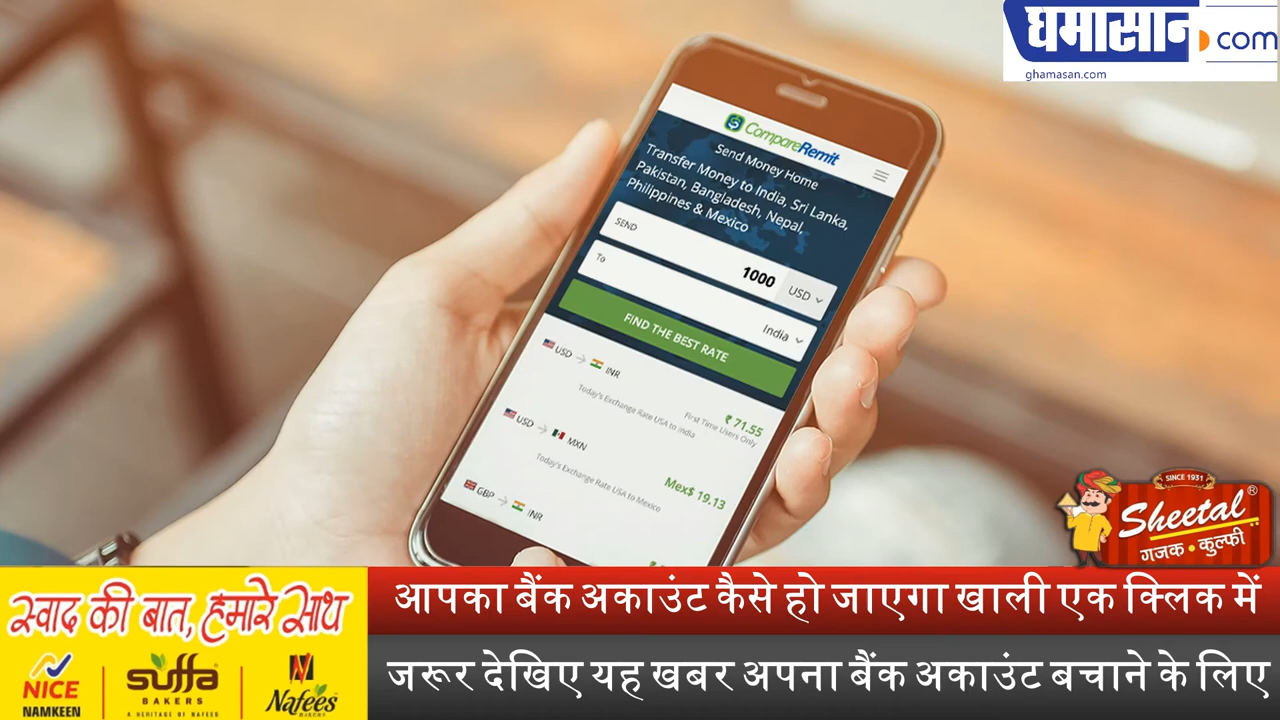 घमासान.com
ghamasan.com
CompareRemit
Send Money Home
Transfer Money to India, Sri Lanka,
Pakistan, Bangladesh, Nepal,
Philippines & Mexico
SEND
1000 USD
To
India
FIND THE BEST RATE
USD → INR
₹ 71.55
First Time Users Only
Today's Exchange Rate USA to India
USD → MXN
Mex$ 19.13
Today's Exchange Rate USA to Mexico
GBP → INR
SINCE 1931
Sheetal®
गजक • कुल्फी
स्वाद की बात, हमारे साथ
NICE
NAMKEEN
suffa
BAKERS
A HERITAGE OF NAFEES
Nafees
BAKERS
आपका बैंक अकाउंट कैसे हो जाएगा खाली एक क्लिक में
जरूर देखिए यह खबर अपना बैंक अकाउंट बचाने के लिए